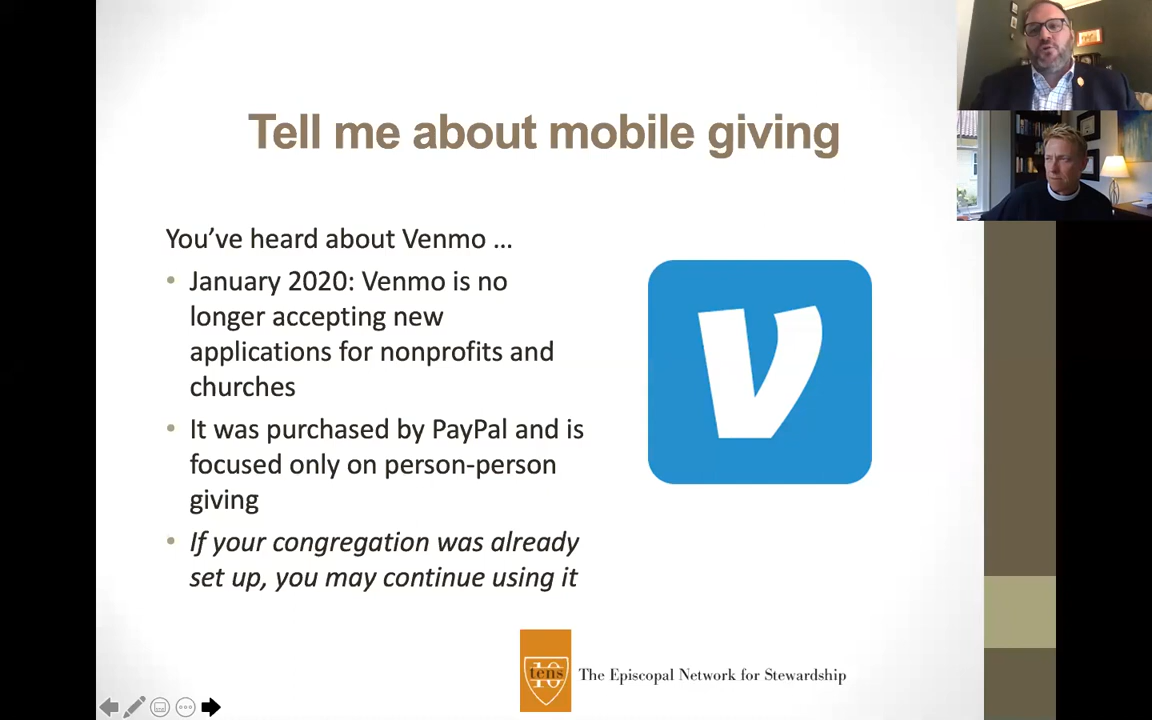 Tell me about mobile giving
You’ve heard about Venmo …
• January 2020: Venmo is no
longer accepting new
applications for nonprofits and
churches
• It was purchased by PayPal and is
focused only on person-person
giving
• If your congregation was already
set up, you may continue using it
10
tens
The Episcopal Network for Stewardship